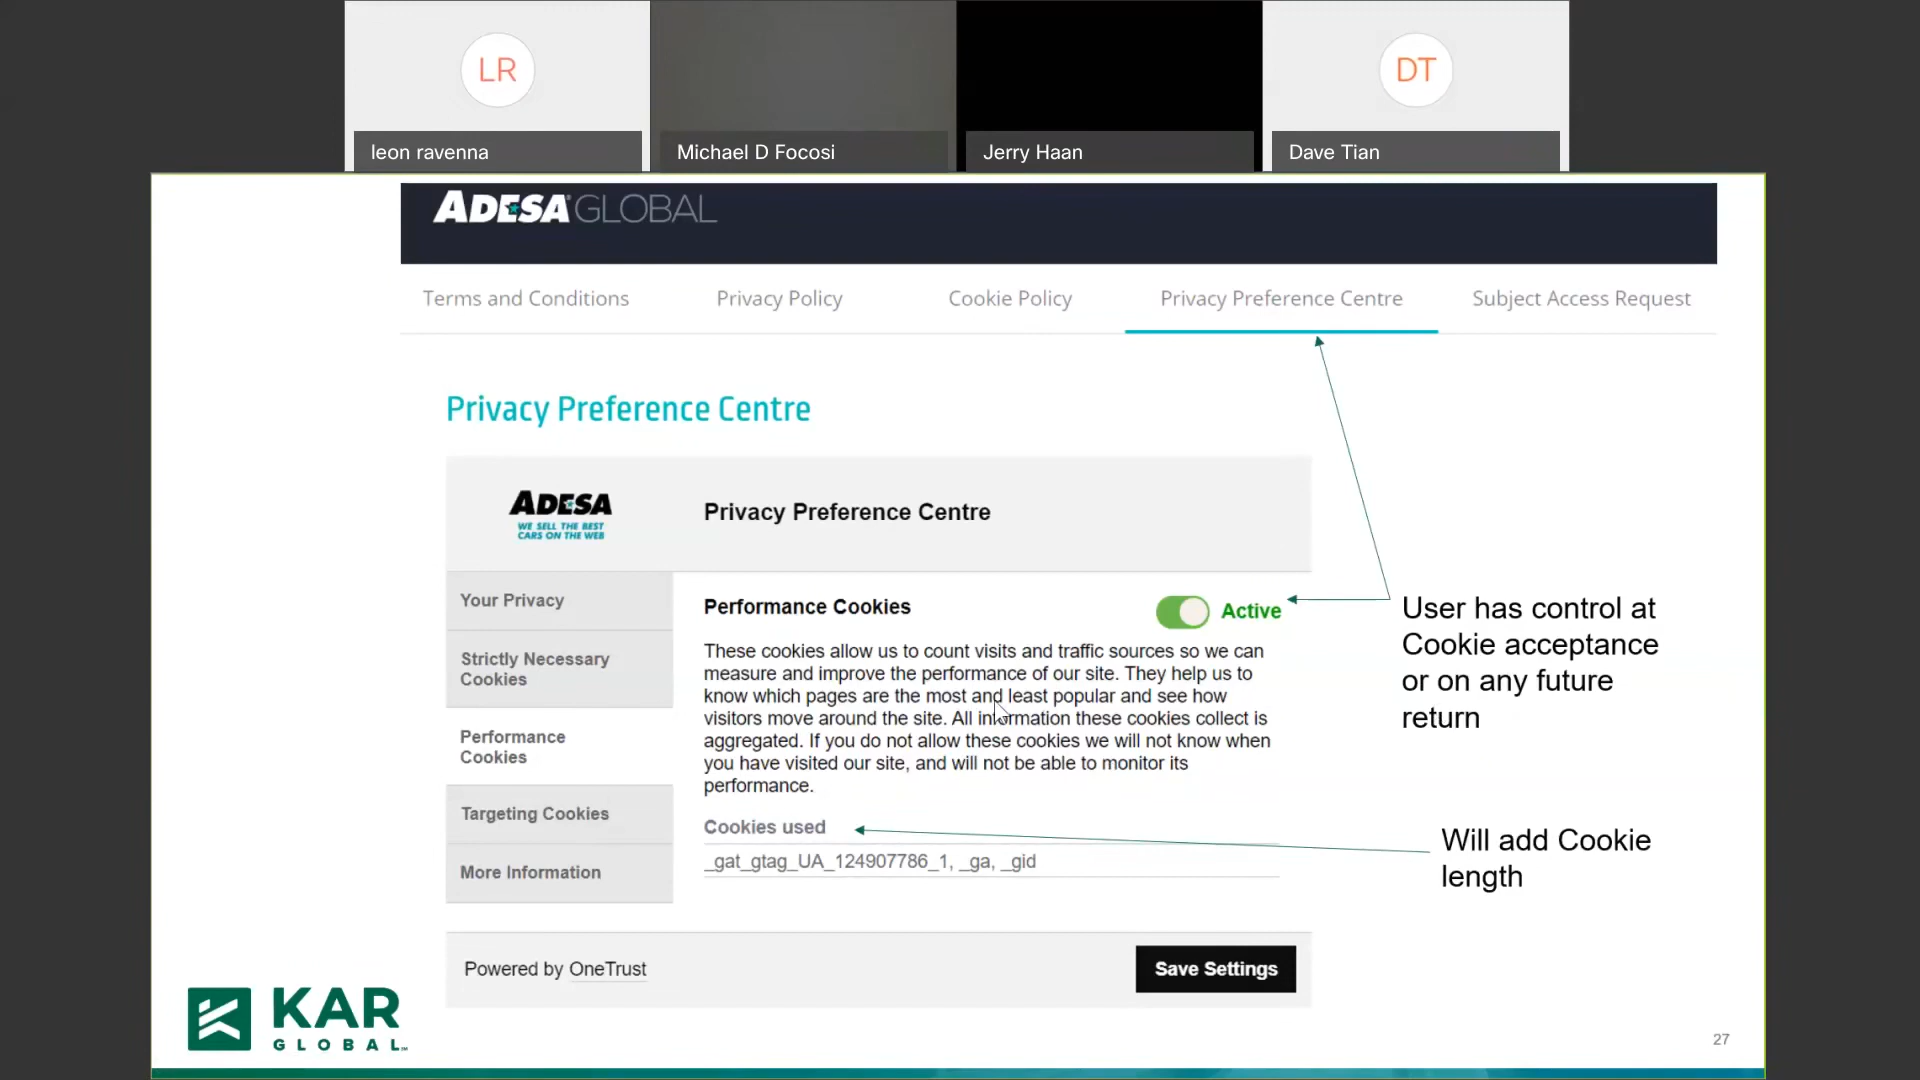 LR
DT
leon ravenna
Michael D Focosi
Jerry Haan
Dave Tian
ADESA GLOBAL
Terms and Conditions
Privacy Policy
Cookie Policy
Privacy Preference Centre
Subject Access Request
Privacy Preference Centre
ADESA
WE SELL THE BEST
CARS ON THE WEB
Privacy Preference Centre
Your Privacy
Strictly Necessary
Cookies
Performance
Cookies
Targeting Cookies
More Information
Performance Cookies
Active
These cookies allow us to count visits and traffic sources so we can
measure and improve the performance of our site. They help us to
know which pages are the most and least popular and see how
visitors move around the site. All information these cookies collect is
aggregated. If you do not allow these cookies we will not know when
you have visited our site, and will not be able to monitor its
performance.
Cookies used
_gat_gtag_UA_124907786_1, _ga, _gid
User has control at
Cookie acceptance
or on any future
return
Will add Cookie
length
Powered by OneTrust
Save Settings
KAR
GLOBAL
27